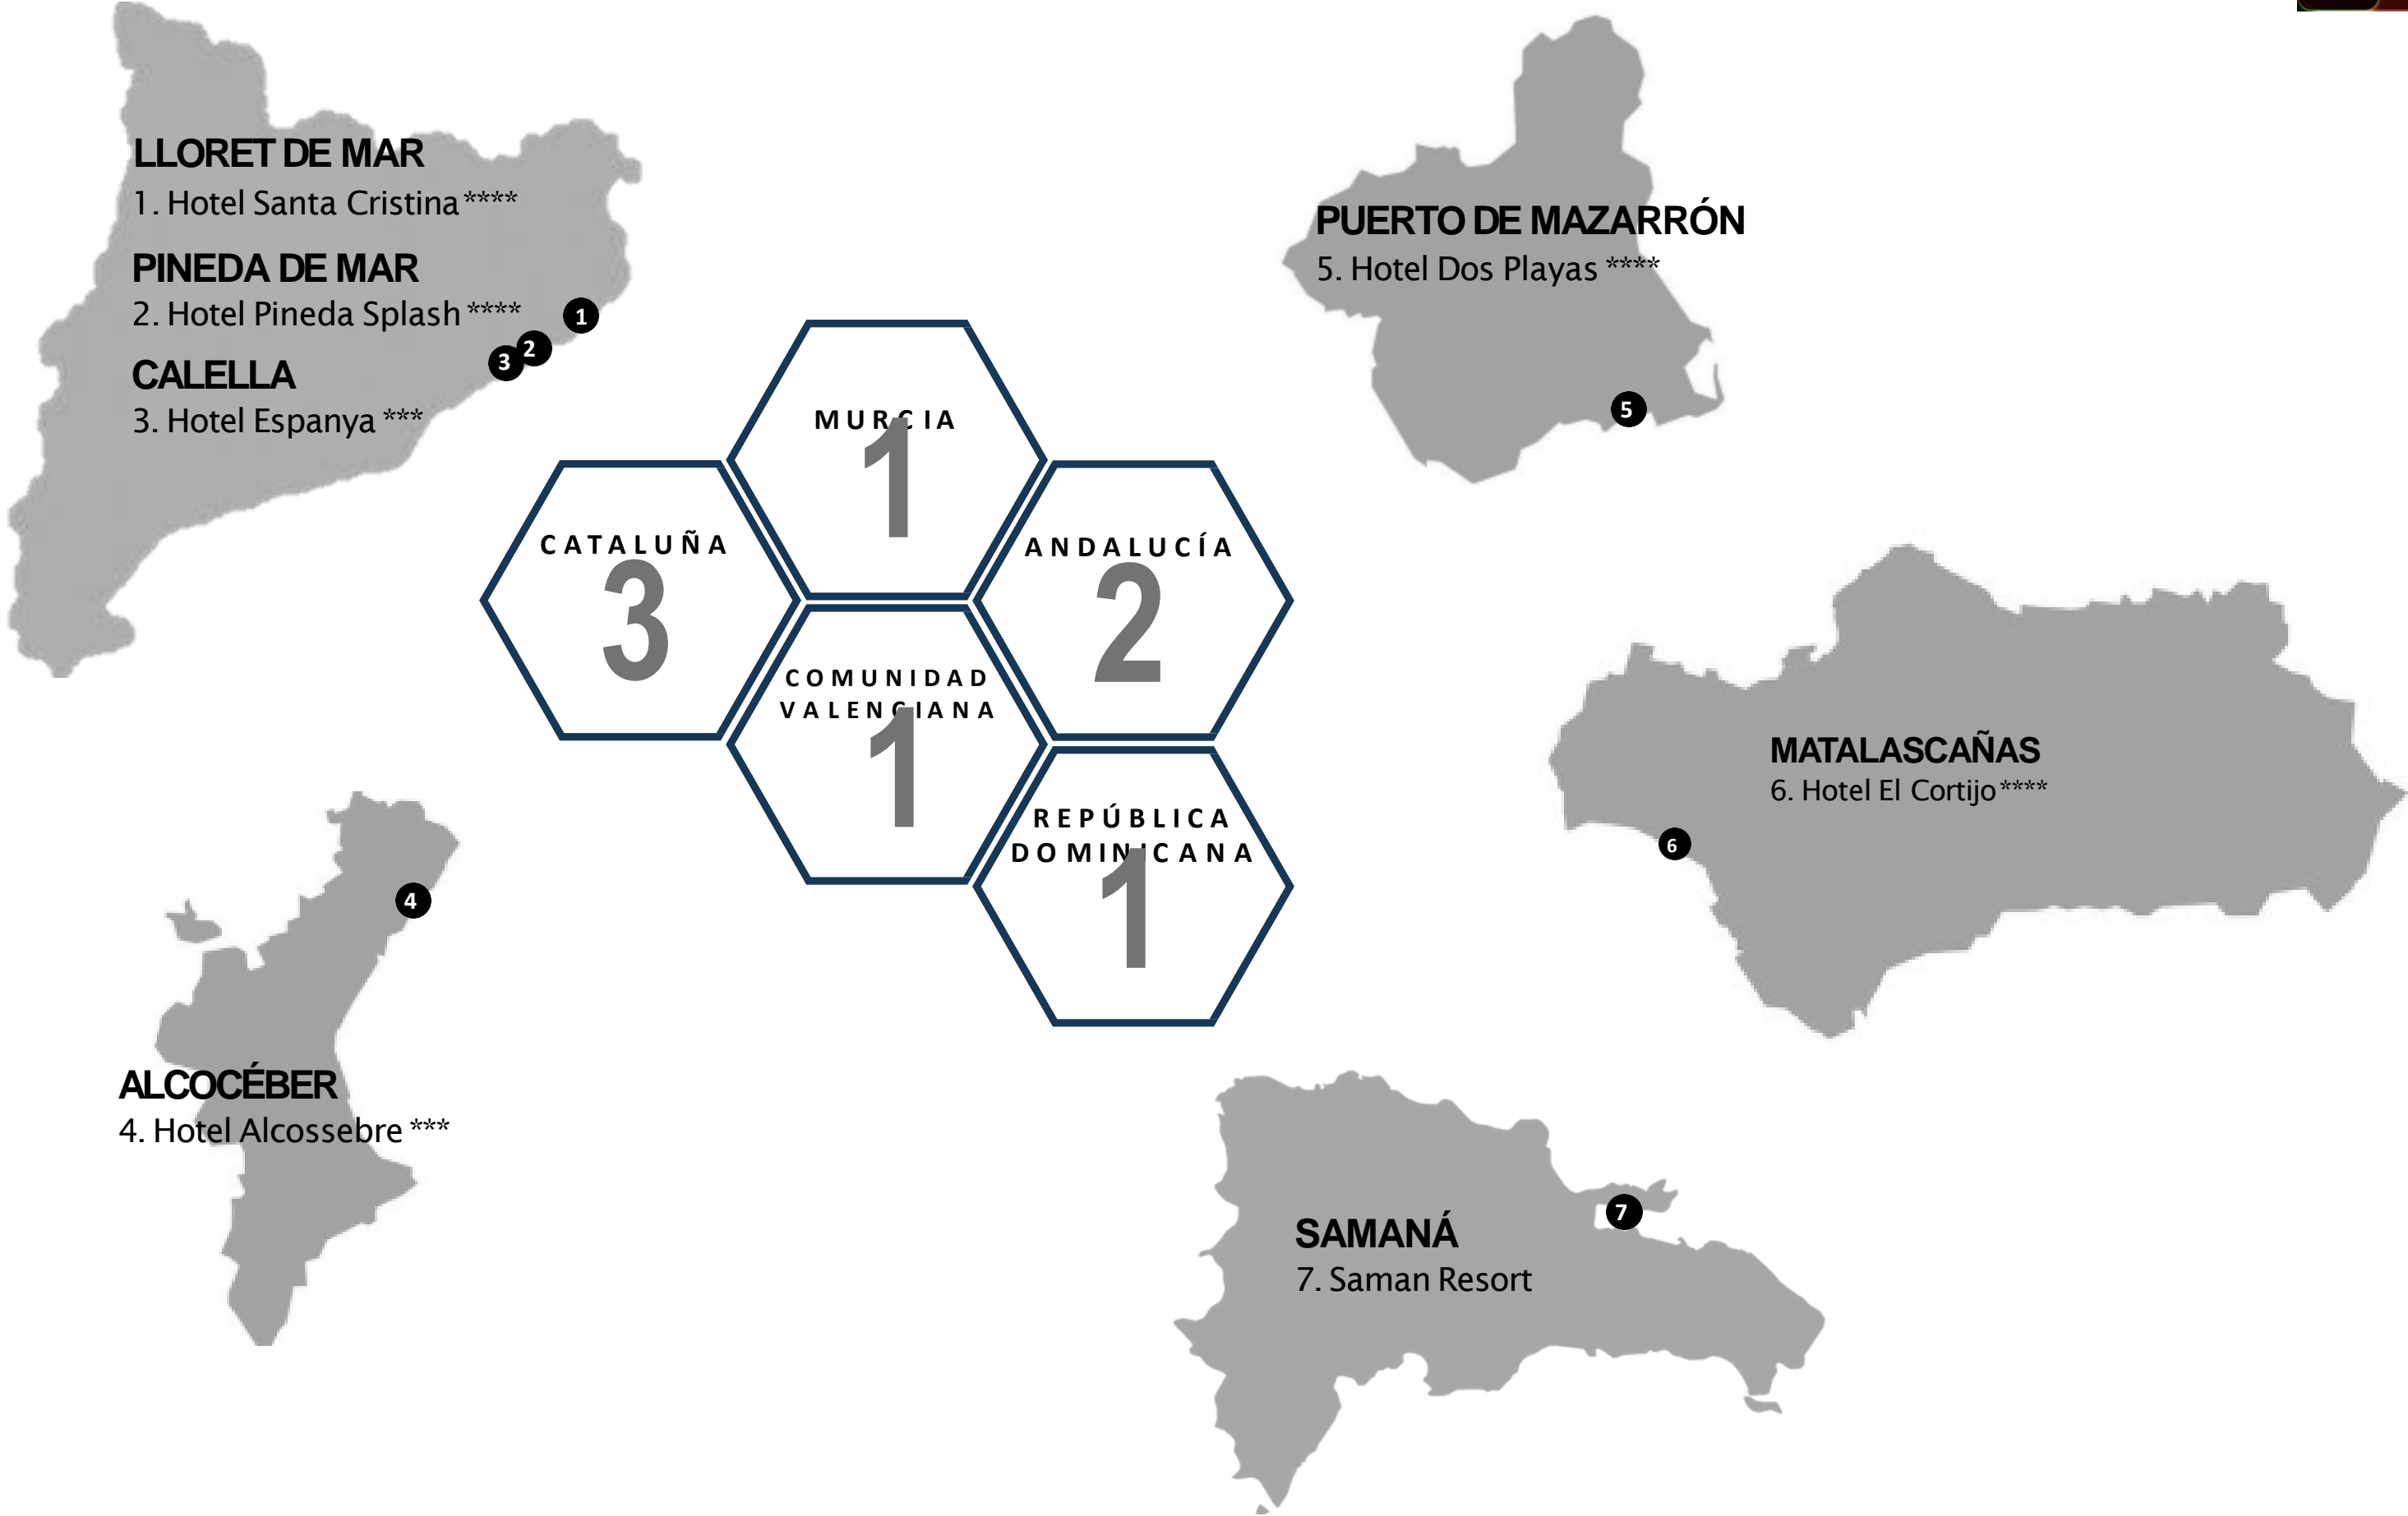 LLORET DE MAR
1. Hotel Santa Cristina ****
PINEDA DE MAR
2. Hotel Pineda Splash ****
CALELLA
3. Hotel Espanya ***
1
2
3
PUERTO DE MAZARRÓN
5. Hotel Dos Playas ****
5
MURCIA
1
CATALUÑA
3
ANDALUCÍA
2
COMUNIDAD
VALENCIANA
1
REPÚBLICA
DOMINICANA
1
MATALASCAÑAS
6. Hotel El Cortijo ****
6
4
ALCOCÉBER
4. Hotel Alcossebre ***
7
SAMANÁ
7. Saman Resort